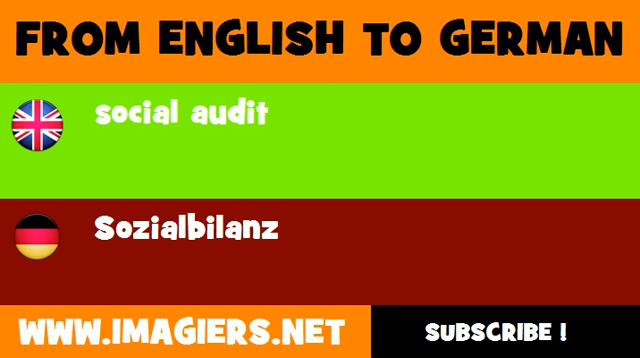 FROM ENGLISH TO GERMAN
social audit
Sozialbilanz
WWW.IMAGIERS.NET
SUBSCRIBE !